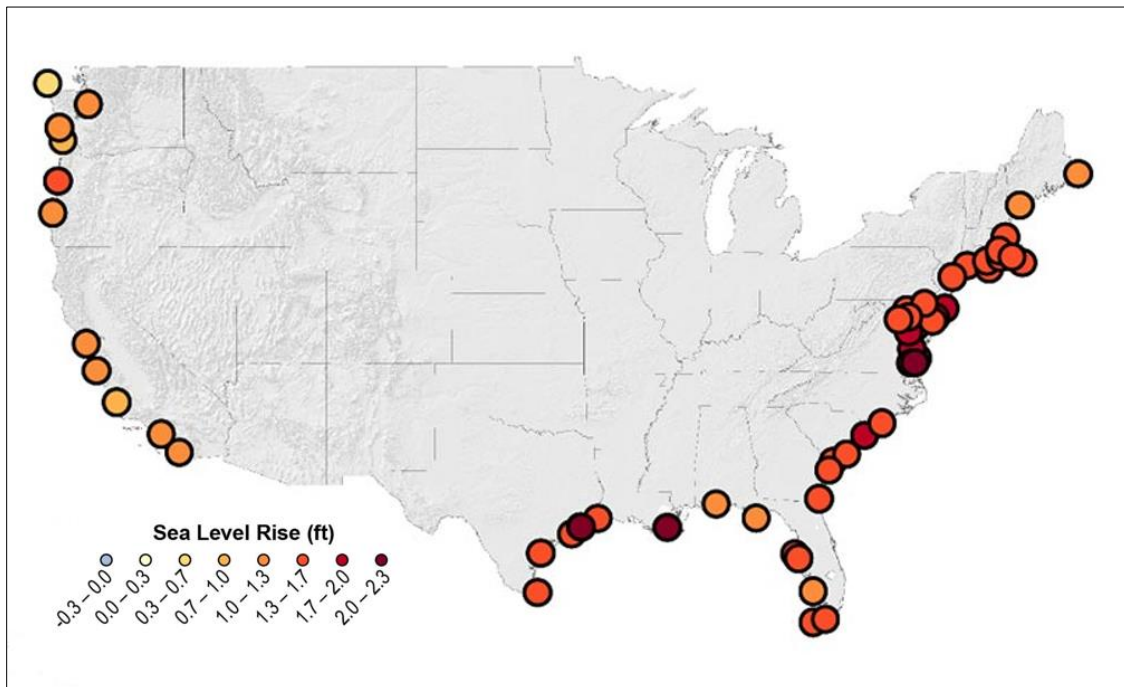 Sea Level Rise (ft)
-0.3 – 0.0
0.0 – 0.3
0.3 – 0.7
0.7 – 1.0
1.0 – 1.3
1.3 – 1.7
1.7 – 2.0
2.0 – 2.3